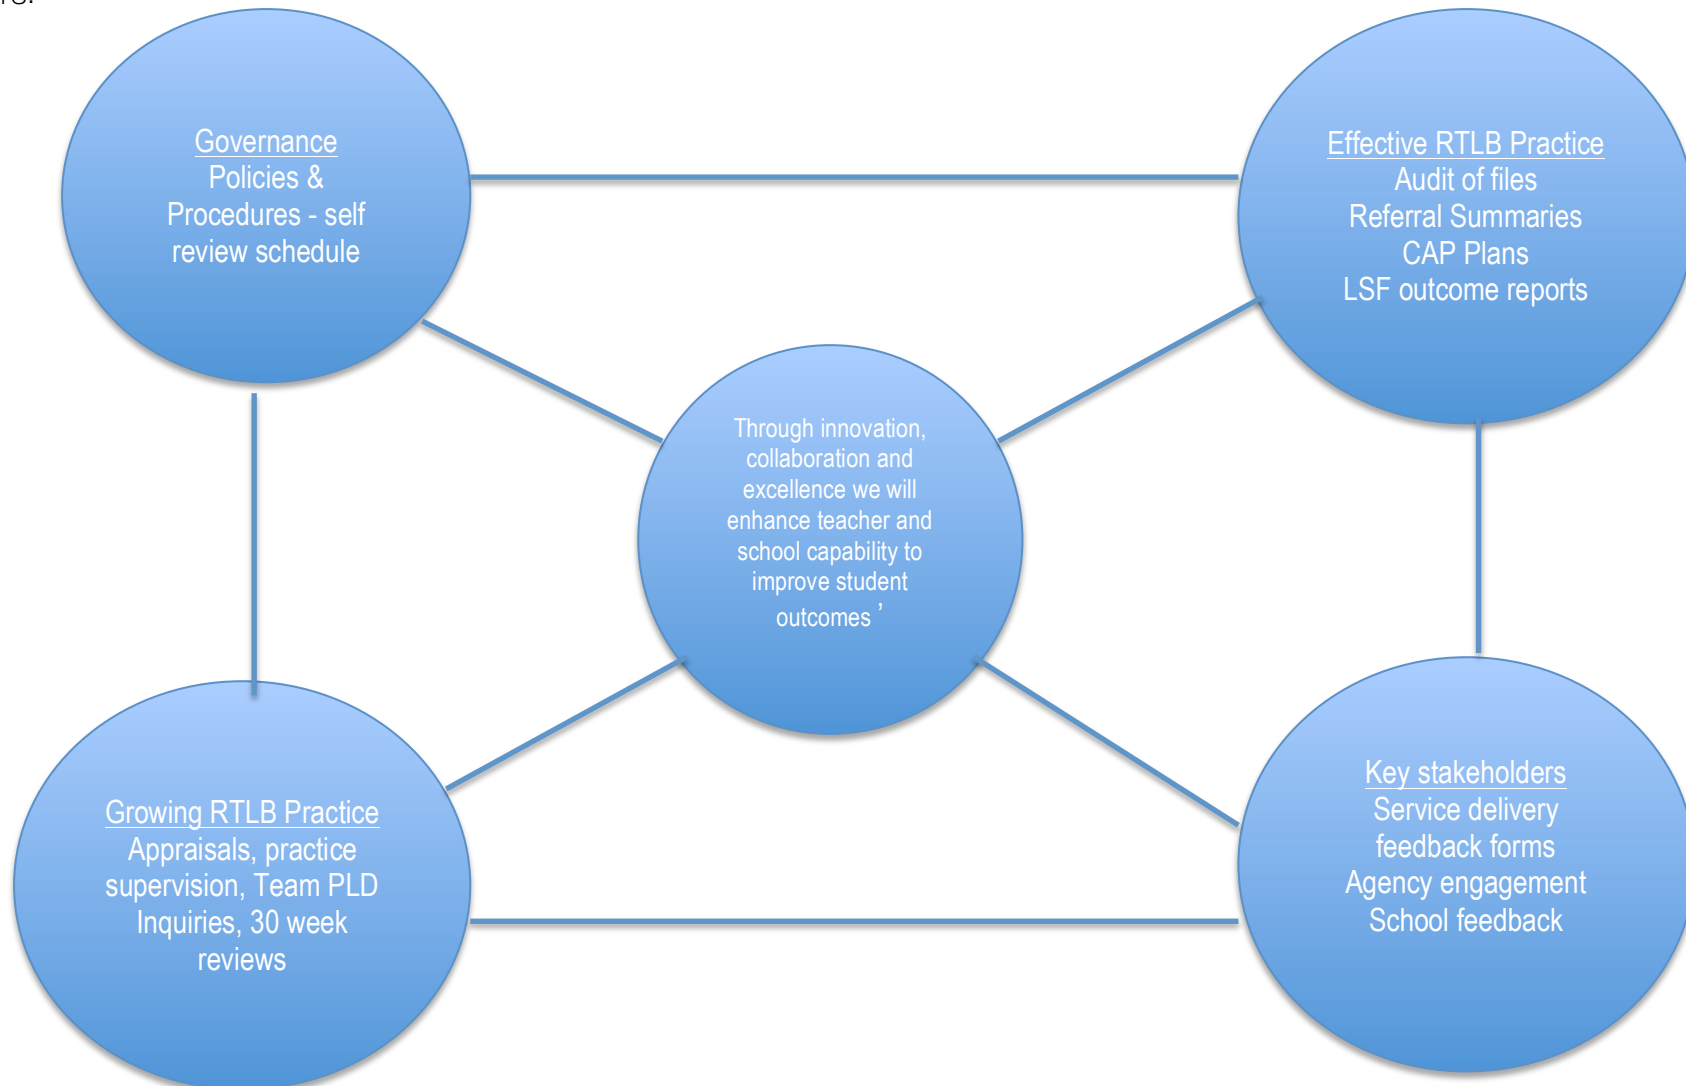 Governance
Policies &
Procedures - self
review schedule
Effective RTLB Practice
Audit of files
Referral Summaries
CAP Plans
LSF outcome reports
Through innovation,
collaboration and
excellence we will
enhance teacher and
school capability to
improve student
outcomes ’
Growing RTLB Practice
Appraisals, practice
supervision, Team PLD
Inquiries, 30 week
reviews
Key stakeholders
Service delivery
feedback forms
Agency engagement
School feedback